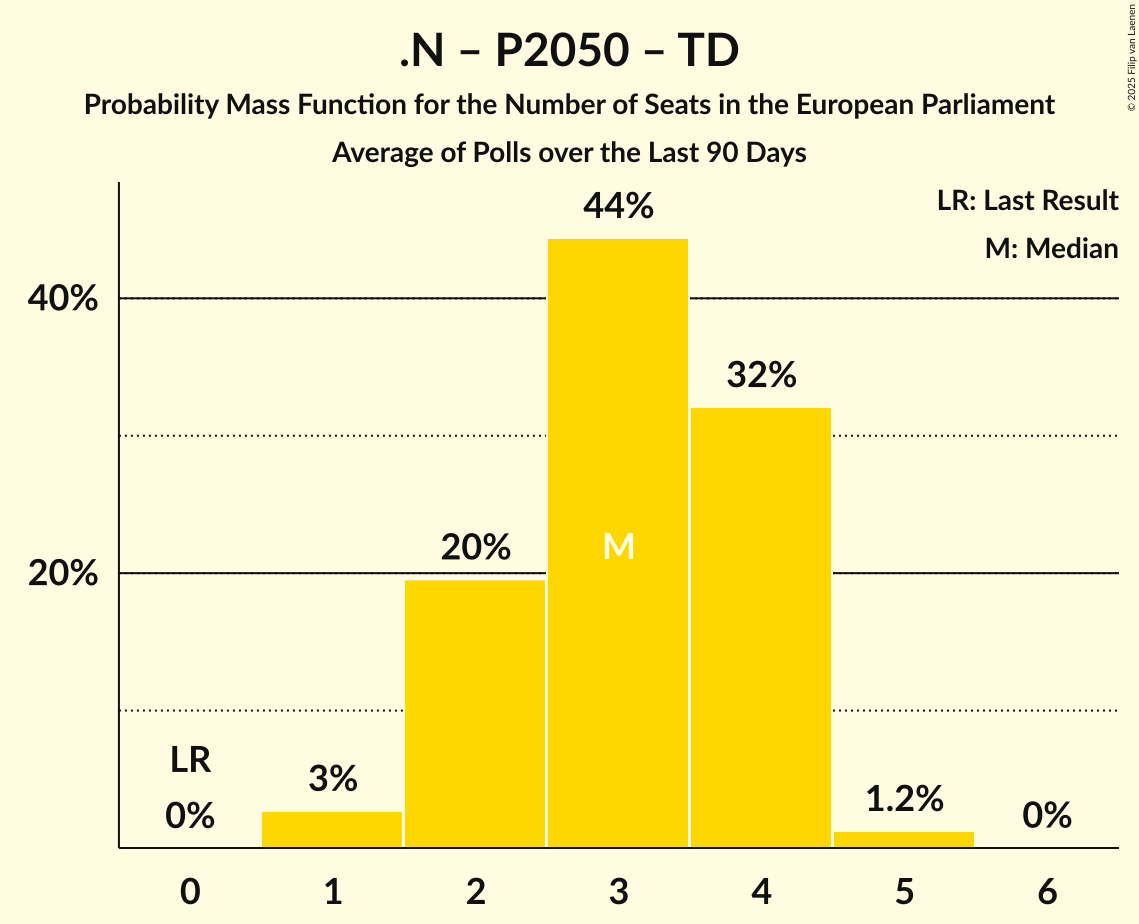 .N – P2050 – TD
Probability Mass Function for the Number of Seats in the European Parliament
Average of Polls over the Last 90 Days
© 2025 Filip van Laenen
LR: Last Result
M: Median
40%
20%
LR
0%
3%
20%
44%
M
32%
1.2%
0%
0 1 2 3 4 5 6